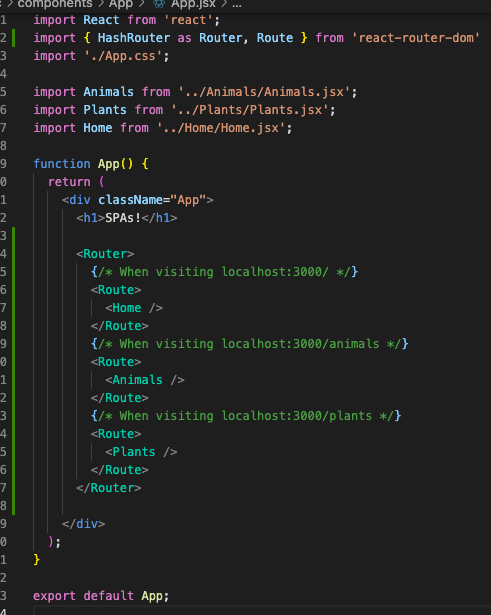 > components > App > App.jsx > ...
1 import React from 'react';
2 import { HashRouter as Router, Route } from 'react-router-dom'
3 import './App.css';
4
5 import Animals from '../Animals/Animals.jsx';
6 import Plants from '../Plants/Plants.jsx';
7 import Home from '../Home/Home.jsx';
8
9 function App() {
0 return (
1 <div className="App">
2 <h1>SPAs!</h1>
3
4 <Router>
5 {/* When visiting localhost:3000/ */}
6 <Route>
7 <Home />
8 </Route>
9 {/* When visiting localhost:3000/animals */}
0 <Route>
1 <Animals />
2 </Route>
3 {/* When visiting localhost:3000/plants */}
4 <Route>
5 <Plants />
6 </Route>
7 </Router>
8
9 </div>
0 );
1 }
2
3 export default App;
4